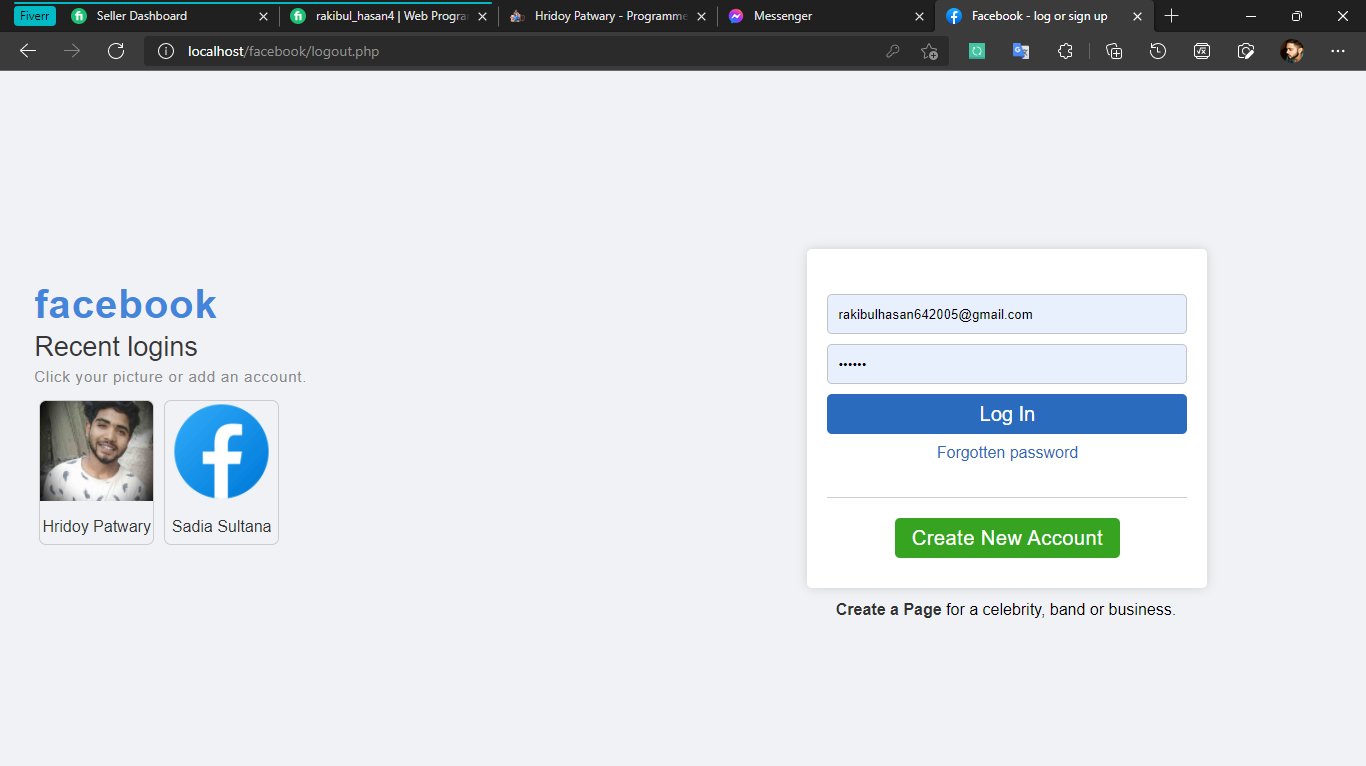 Fiverr
Seller Dashboard
rakibul_hasan4 | Web Progra
Hridoy Patwary - Programme
Messenger
Facebook - log or sign up
localhost/facebook/logout.php
facebook
Recent logins
Click your picture or add an account.
Hridoy Patwary
Sadia Sultana
rakibulhasan642005@gmail.com
••••••
Log In
Forgotten password
Create New Account
Create a Page for a celebrity, band or business.